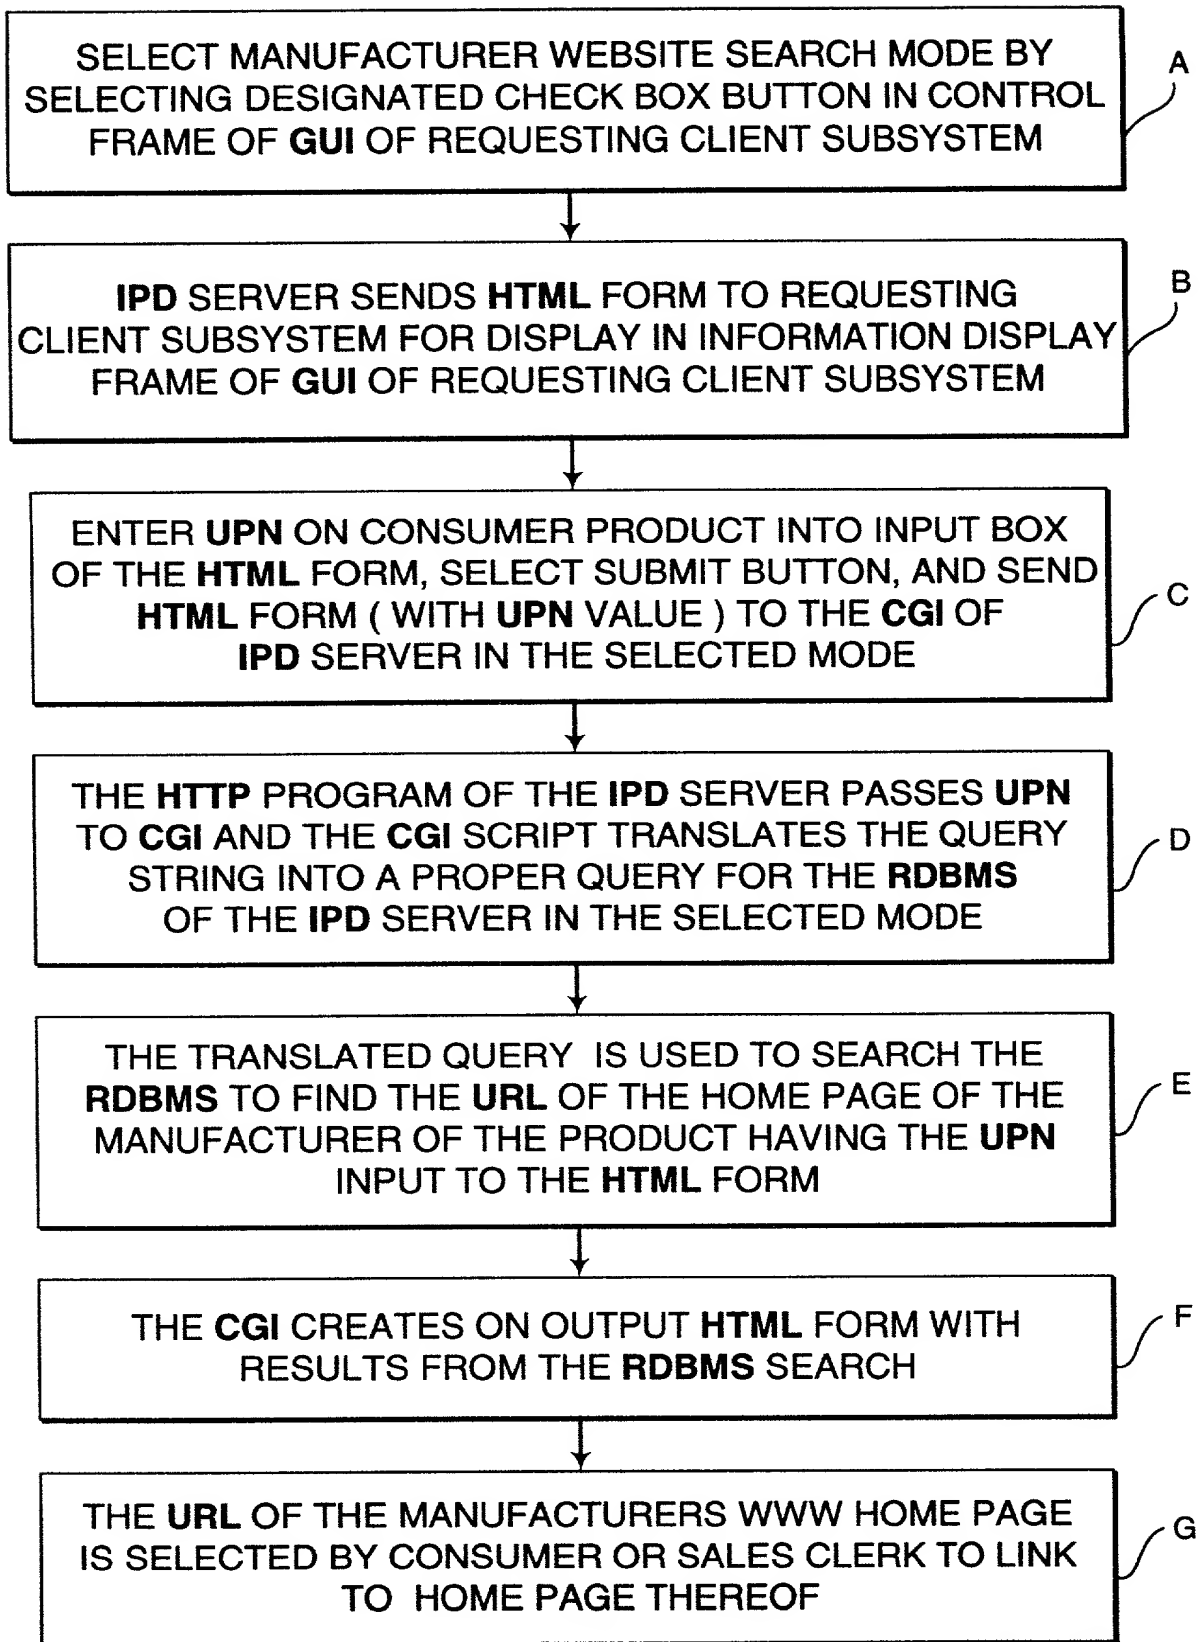 SELECT MANUFACTURER WEBSITE SEARCH MODE BY
SELECTING DESIGNATED CHECK BOX BUTTON IN CONTROL
FRAME OF GUI OF REQUESTING CLIENT SUBSYSTEM
A
IPD SERVER SENDS HTML FORM TO REQUESTING
CLIENT SUBSYSTEM FOR DISPLAY IN INFORMATION DISPLAY
FRAME OF GUI OF REQUESTING CLIENT SUBSYSTEM
B
ENTER UPN ON CONSUMER PRODUCT INTO INPUT BOX
OF THE HTML FORM, SELECT SUBMIT BUTTON, AND SEND
HTML FORM ( WITH UPN VALUE ) TO THE CGI OF
IPD SERVER IN THE SELECTED MODE
C
THE HTTP PROGRAM OF THE IPD SERVER PASSES UPN
TO CGI AND THE CGI SCRIPT TRANSLATES THE QUERY
STRING INTO A PROPER QUERY FOR THE RDBMS
OF THE IPD SERVER IN THE SELECTED MODE
D
THE TRANSLATED QUERY IS USED TO SEARCH THE
RDBMS TO FIND THE URL OF THE HOME PAGE OF THE
MANUFACTURER OF THE PRODUCT HAVING THE UPN
INPUT TO THE HTML FORM
E
THE CGI CREATES ON OUTPUT HTML FORM WITH
RESULTS FROM THE RDBMS SEARCH
F
THE URL OF THE MANUFACTURERS WWW HOME PAGE
IS SELECTED BY CONSUMER OR SALES CLERK TO LINK
TO HOME PAGE THEREOF
G